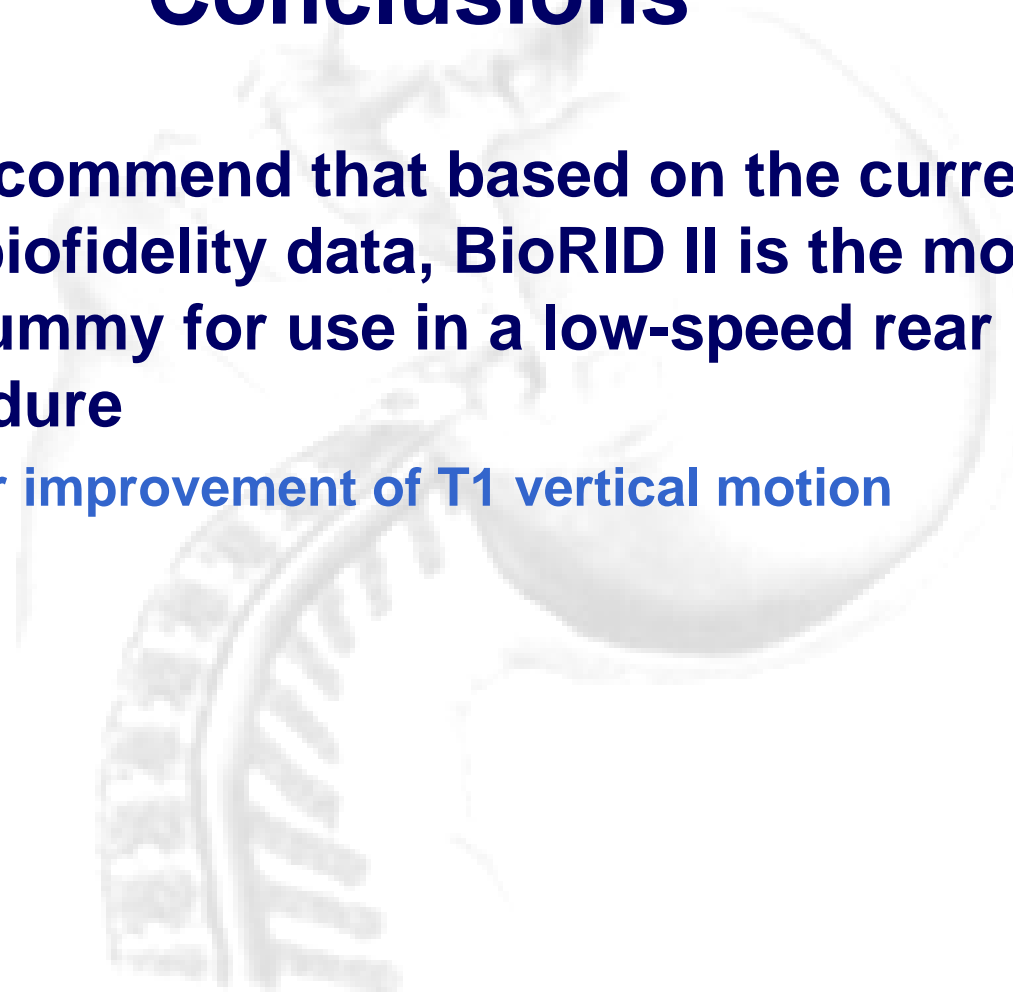 Conclusions
commend that based on the curre
biofidelity data, BioRID II is the mo
ummy for use in a low-speed rear
dure
r improvement of T1 vertical motion